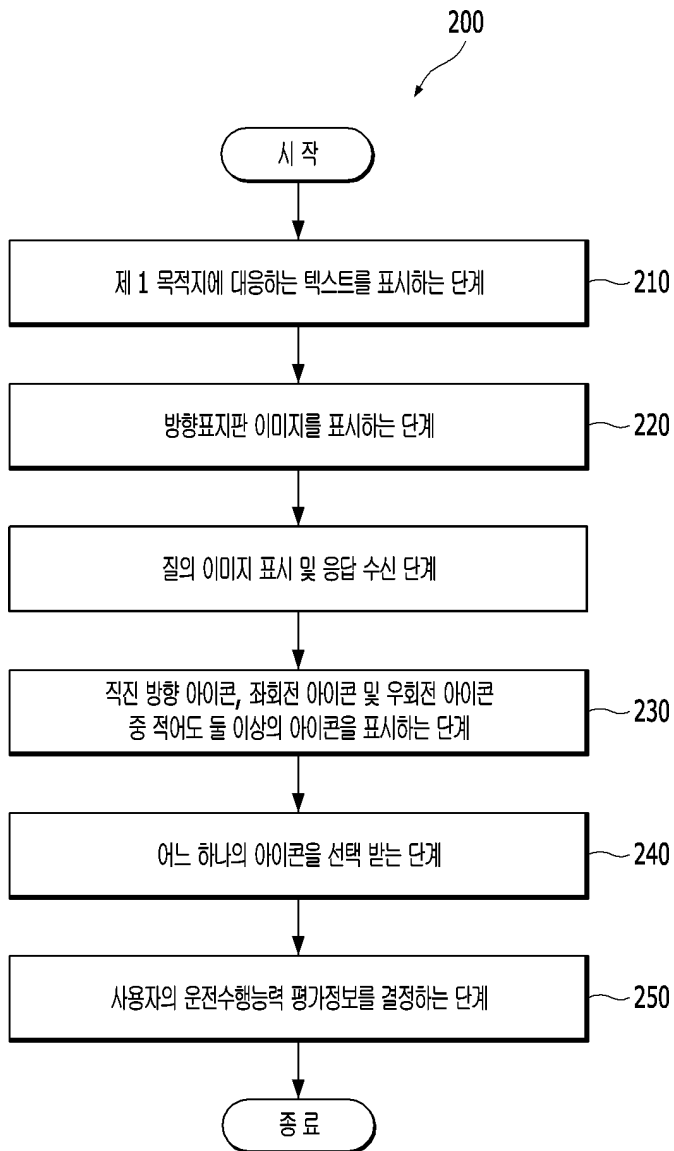 200
시 작
제 1 목적지에 대응하는 텍스트를 표시하는 단계
210
방향표지판 이미지를 표시하는 단계
220
질의 이미지 표시 및 응답 수신 단계
직진 방향 아이콘, 좌회전 아이콘 및 우회전 아이콘
중 적어도 둘 이상의 아이콘을 표시하는 단계
230
어느 하나의 아이콘을 선택 받는 단계
240
사용자의 운전수행능력 평가정보를 결정하는 단계
250
종 료